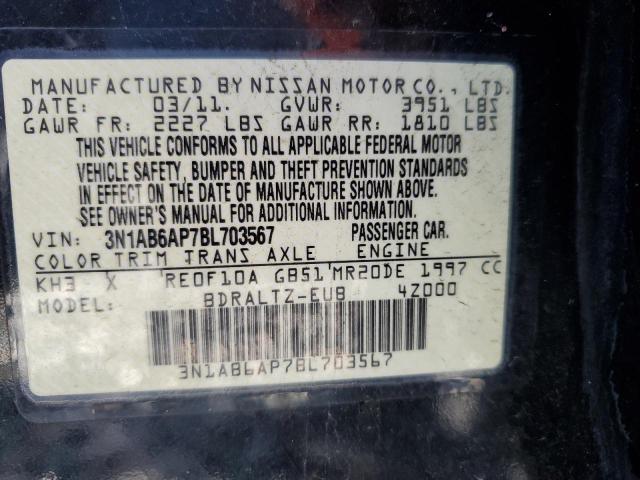 MANUFACTURED BY NISSAN MOTOR CO., LTD.
DATE: 03/11. GVWR: 3951 LBS
GAWR FR: 2227 LBS GAWR RR: 1810 LBS
THIS VEHICLE CONFORMS TO ALL APPLICABLE FEDERAL MOTOR
VEHICLE SAFETY, BUMPER AND THEFT PREVENTION STANDARDS
IN EFFECT ON THE DATE OF MANUFACTURE SHOWN ABOVE.
SEE OWNER'S MANUAL FOR ADDITIONAL INFORMATION.
VIN: 3N1AB6AP7BL703567 PASSENGER CAR.
COLOR TRIM TRANS AXLE ENGINE
KH3 X RE0F10A GB51 MR20DE 1997 CC
MODEL: BDRALTZ-EUB 4Z000
3N1AB6AP7BL703567